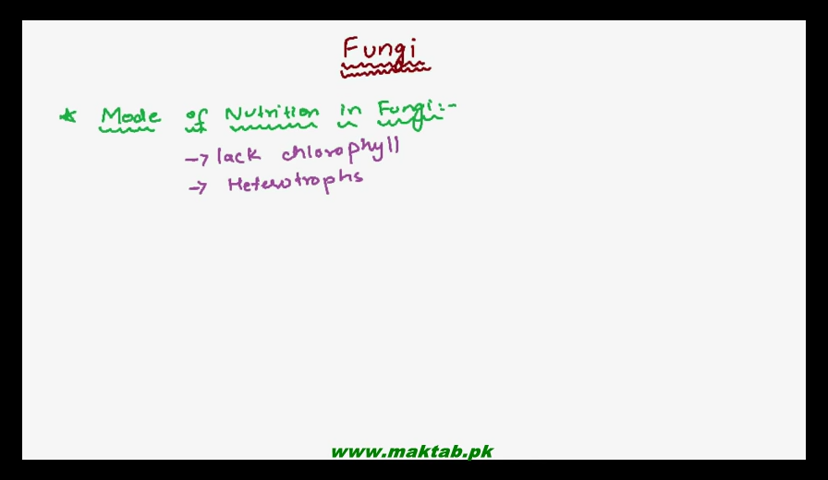 Fungi
* Mode of Nutrition in Fungi:-
→ lack chlorophyll
→ Heterotrophs
www.maktab.pk